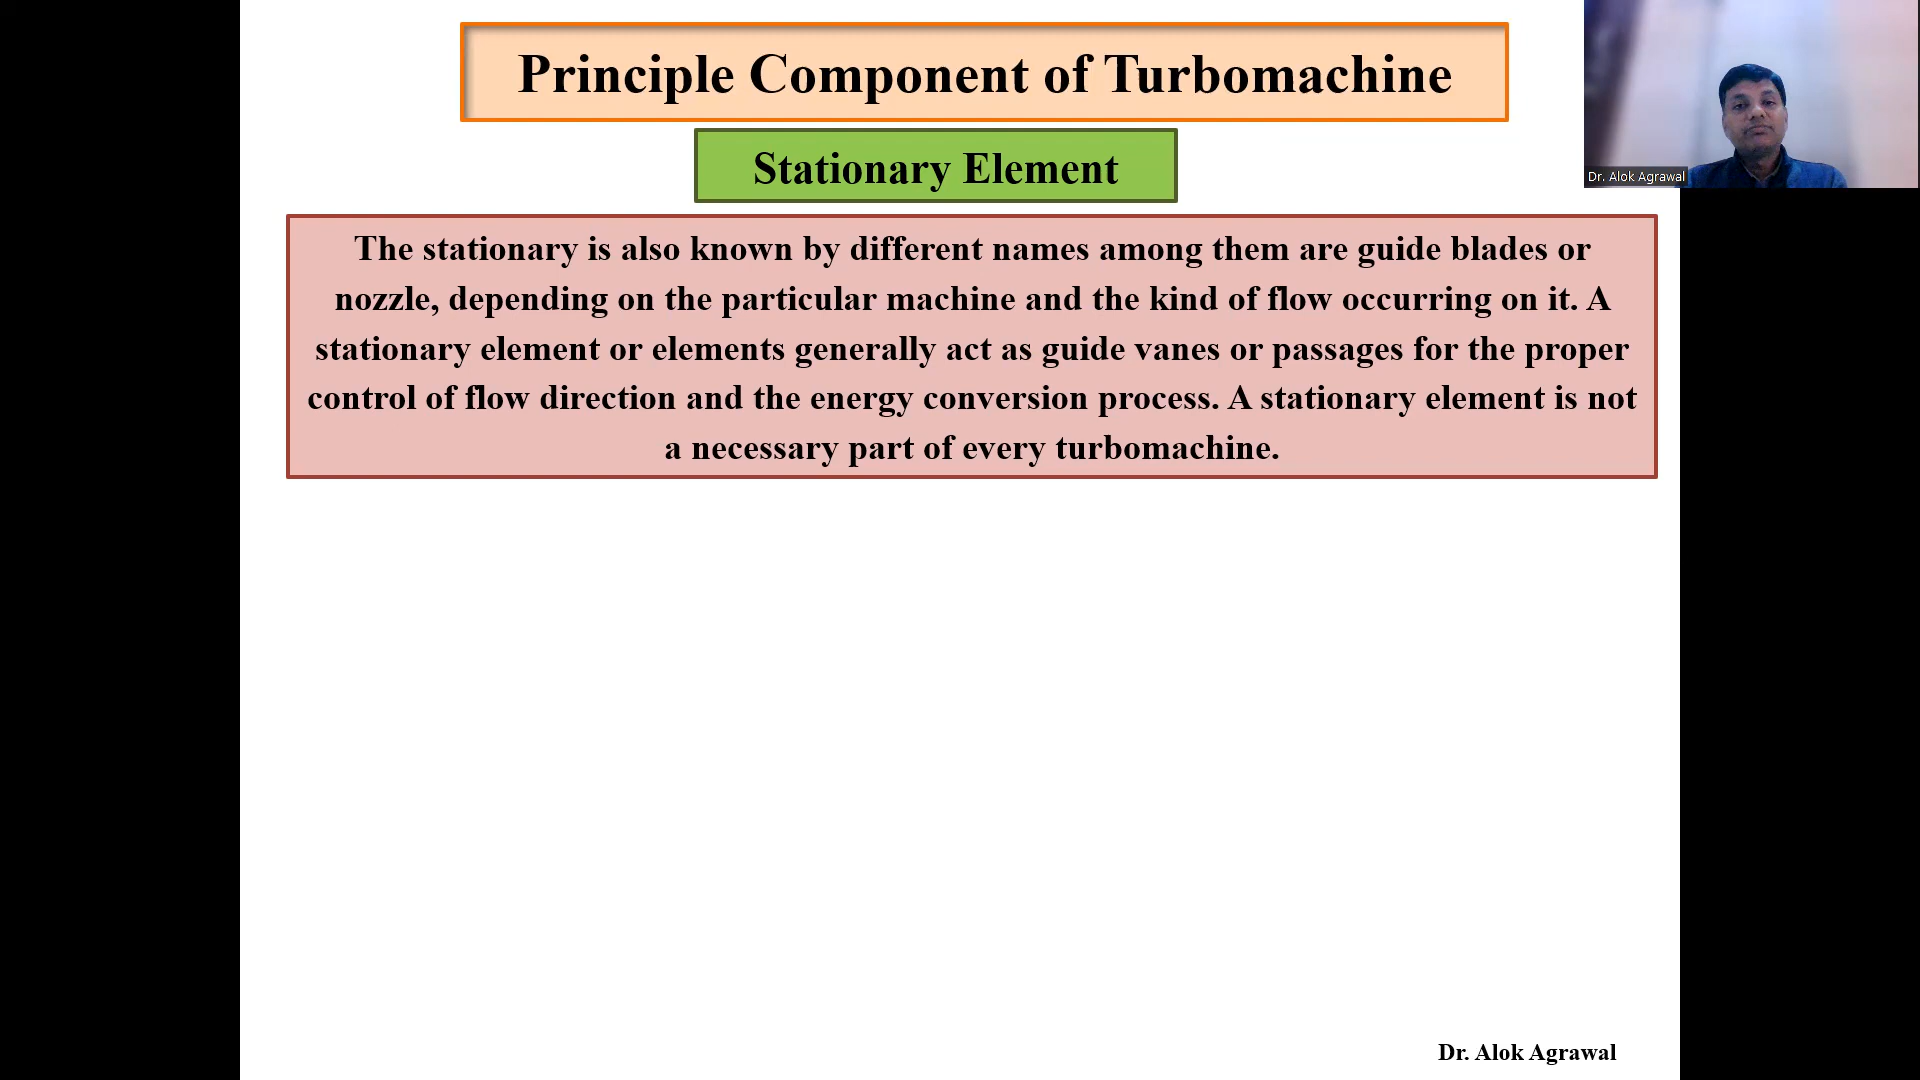 Principle Component of Turbomachine
Stationary Element
Dr. Alok Agrawal
The stationary is also known by different names among them are guide blades or
nozzle, depending on the particular machine and the kind of flow occurring on it. A
stationary element or elements generally act as guide vanes or passages for the proper
control of flow direction and the energy conversion process. A stationary element is not
a necessary part of every turbomachine.
Dr. Alok Agrawal